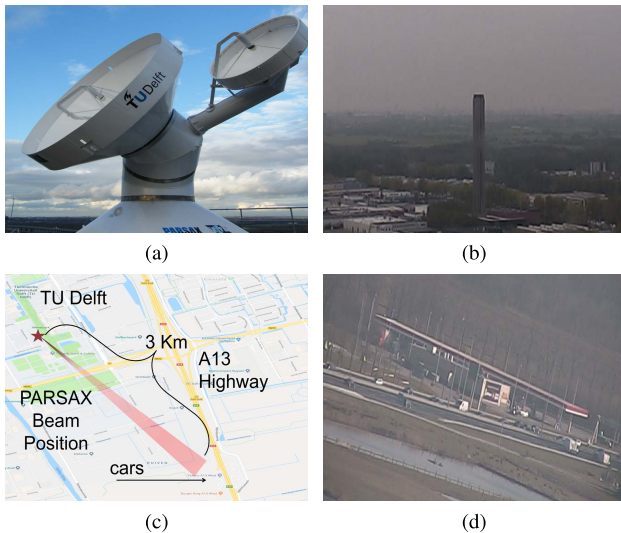 TU Delft
PARSAX
(a)
(b)
TU Delft
3 Km
A13
Highway
PARSAX
Beam
Position
cars
(c)
(d)